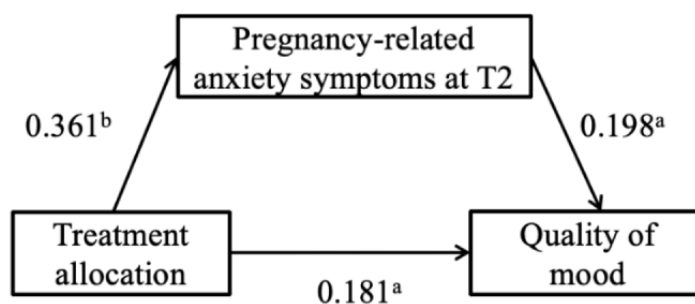 Pregnancy-related
anxiety symptoms at T2
0.361ᵇ
0.198ᵃ
Treatment
allocation
Quality of
mood
0.181ᵃ